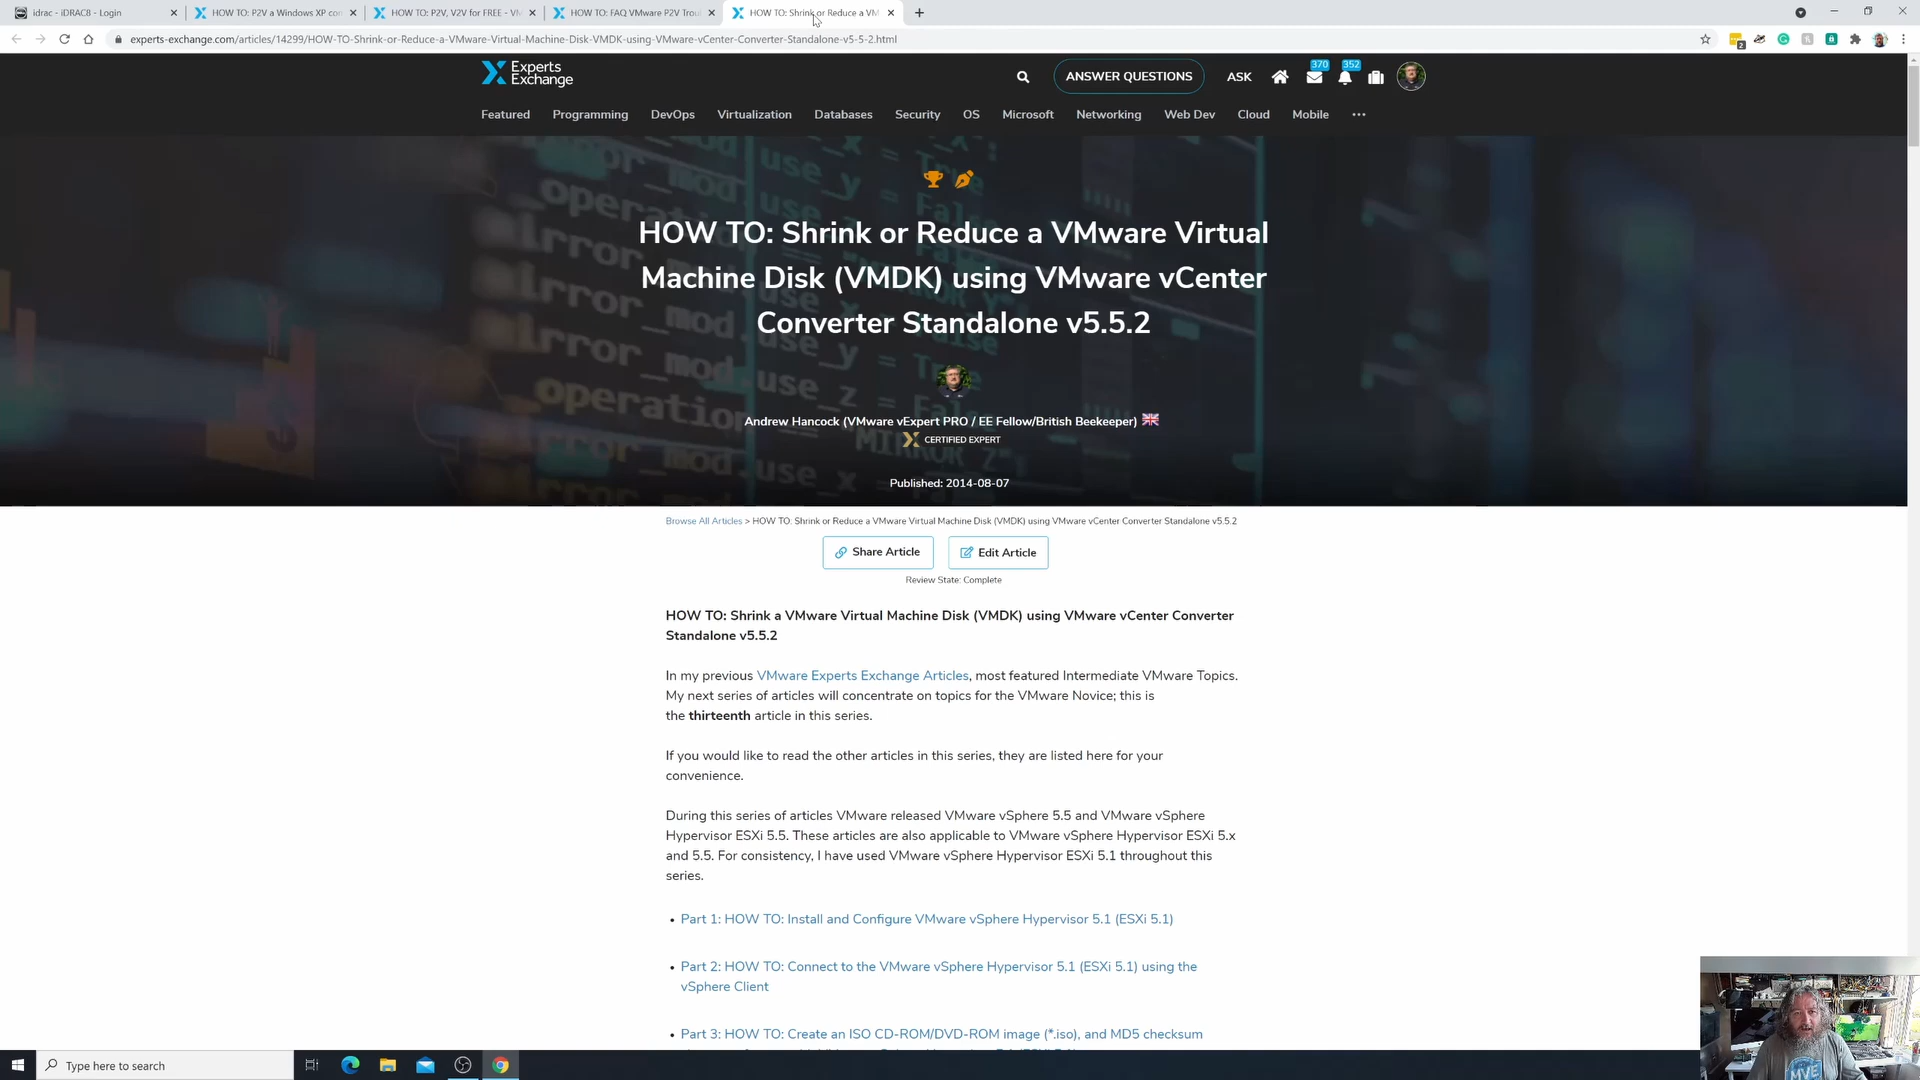 idrac - iDRAC8 - Login
HOW TO: P2V a Windows XP com
HOW TO: P2V, V2V for FREE - VM
HOW TO: FAQ VMware P2V Trou
HOW TO: Shrink or Reduce a VM
experts-exchange.com/articles/14299/HOW-TO-Shrink-or-Reduce-a-VMware-Virtual-Machine-Disk-VMDK-using-VMware-vCenter-Converter-Standalone-v5-5-2.html
2
Experts
Exchange
ANSWER QUESTIONS
ASK
370
352
Featured
Programming
DevOps
Virtualization
Databases
Security
OS
Microsoft
Networking
Web Dev
Cloud
Mobile
HOW TO: Shrink or Reduce a VMware Virtual
Machine Disk (VMDK) using VMware vCenter
Converter Standalone v5.5.2
Andrew Hancock (VMware vExpert PRO / EE Fellow/British Beekeeper)
CERTIFIED EXPERT
Published: 2014-08-07
Browse All Articles > HOW TO: Shrink or Reduce a VMware Virtual Machine Disk (VMDK) using VMware vCenter Converter Standalone v5.5.2
Share Article
Edit Article
Review State: Complete
HOW TO: Shrink a VMware Virtual Machine Disk (VMDK) using VMware vCenter Converter
Standalone v5.5.2
In my previous VMware Experts Exchange Articles, most featured Intermediate VMware Topics.
My next series of articles will concentrate on topics for the VMware Novice; this is
the thirteenth article in this series.
If you would like to read the other articles in this series, they are listed here for your
convenience.
During this series of articles VMware released VMware vSphere 5.5 and VMware vSphere
Hypervisor ESXi 5.5. These articles are also applicable to VMware vSphere Hypervisor ESXi 5.x
and 5.5. For consistency, I have used VMware vSphere Hypervisor ESXi 5.1 throughout this
series.
• Part 1: HOW TO: Install and Configure VMware vSphere Hypervisor 5.1 (ESXi 5.1)
• Part 2: HOW TO: Connect to the VMware vSphere Hypervisor 5.1 (ESXi 5.1) using the
vSphere Client
• Part 3: HOW TO: Create an ISO CD-ROM/DVD-ROM image (*.iso), and MD5 checksum
Type here to search